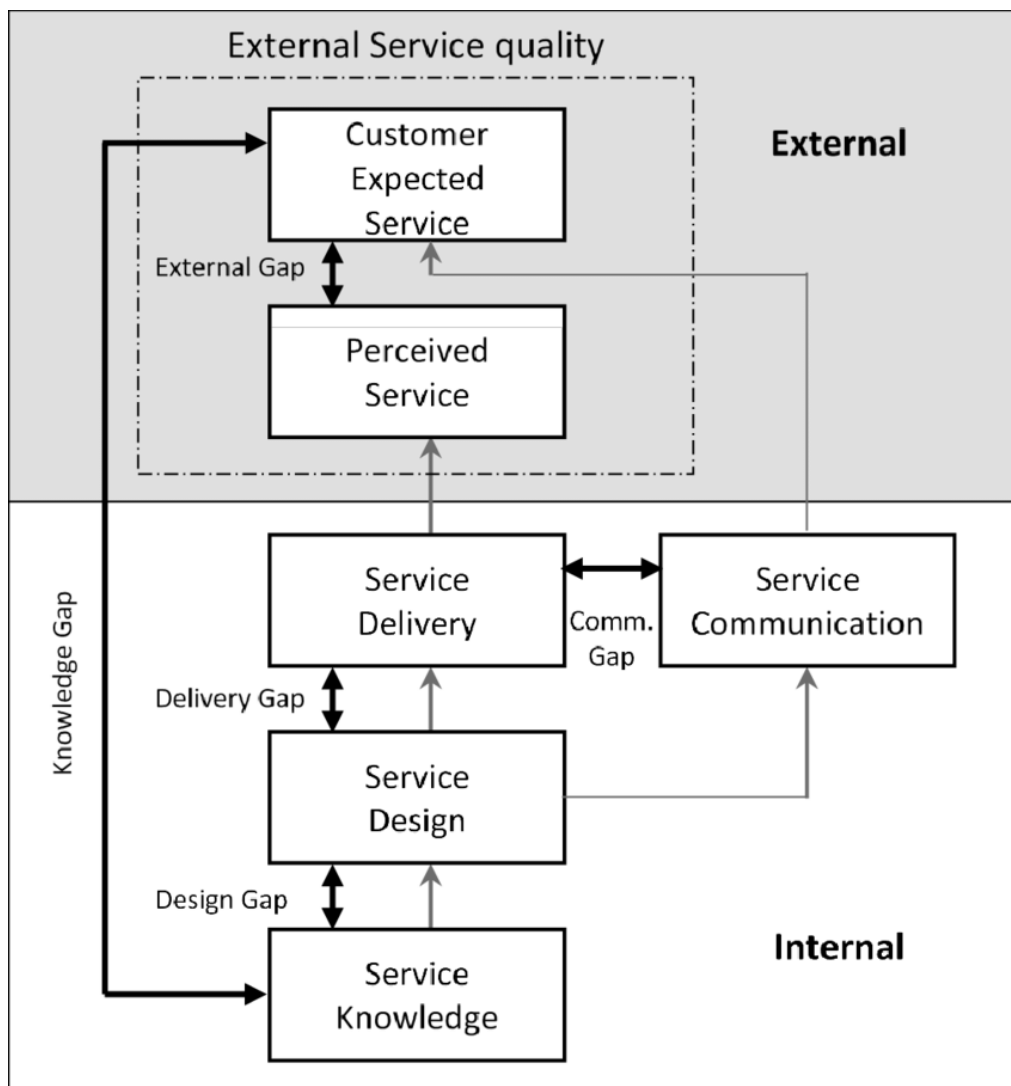 External Service quality
Customer
Expected
Service
External
External Gap
Perceived
Service
Service
Delivery
Comm.
Gap
Service
Communication
Knowledge Gap
Delivery Gap
Service
Design
Design Gap
Internal
Service
Knowledge